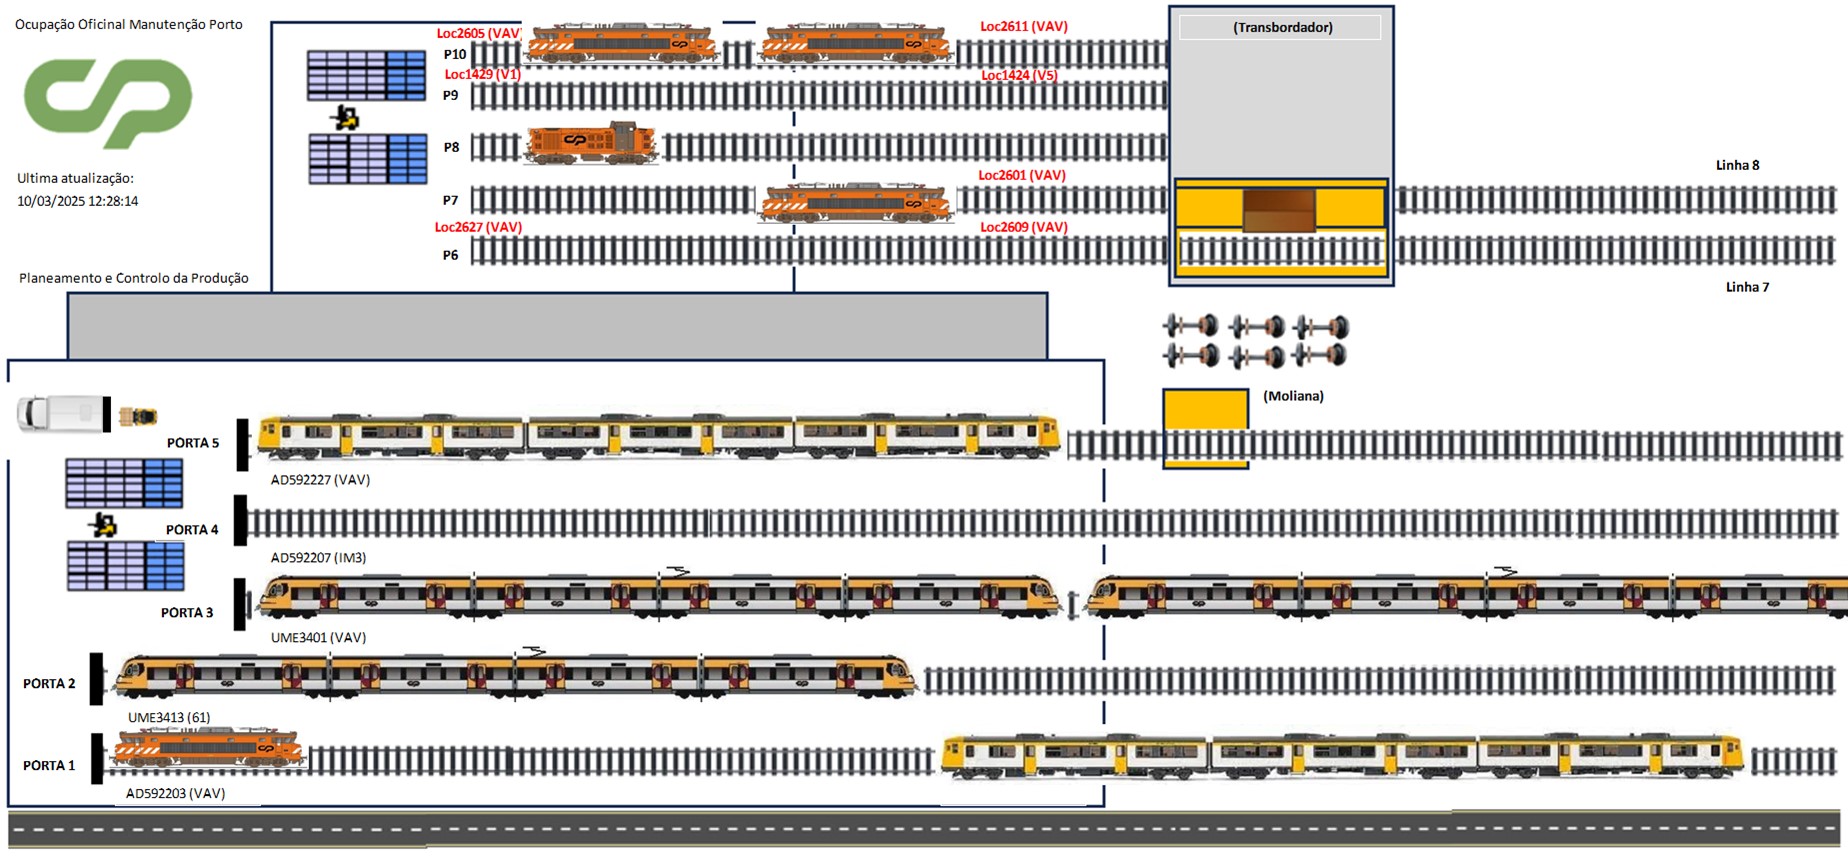 Ocupação Oficinal Manutenção Porto
CP
Ultima atualização:
10/03/2025 12:28:14
Planeamento e Controlo da Produção
Loc2605 (VAV)
Loc2611 (VAV)
P10
Loc1429 (V1)
Loc1424 (V5)
P9
P8
P7
Loc2601 (VAV)
Loc2627 (VAV)
Loc2609 (VAV)
P6
(Transbordador)
Linha 8
Linha 7
(Moliana)
PORTA 5
AD592227 (VAV)
PORTA 4
AD592207 (IM3)
PORTA 3
UME3401 (VAV)
PORTA 2
UME3413 (61)
PORTA 1
AD592203 (VAV)